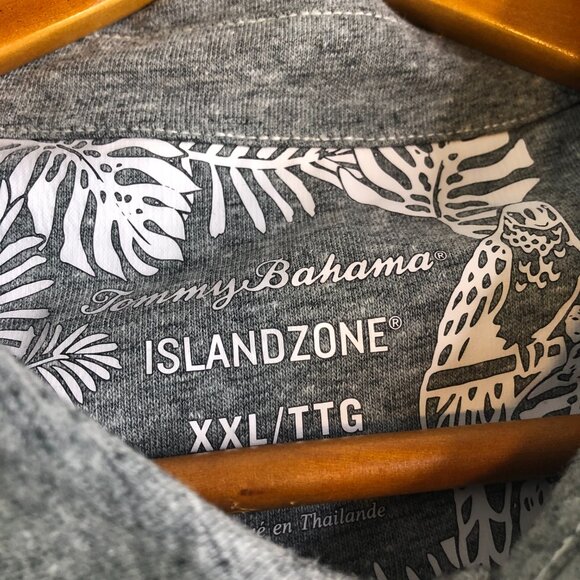 Tommy Bahama®
ISLANDZONE®
XXL/TTG
en Thaïlande